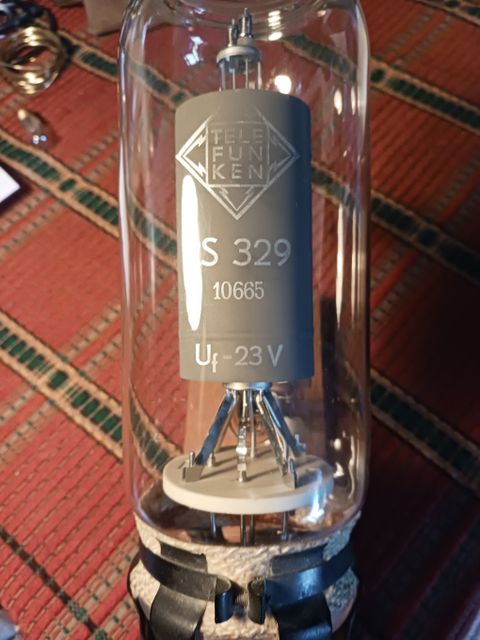 TELE
FUN
KEN
S 329
10665
Uf - 23 V